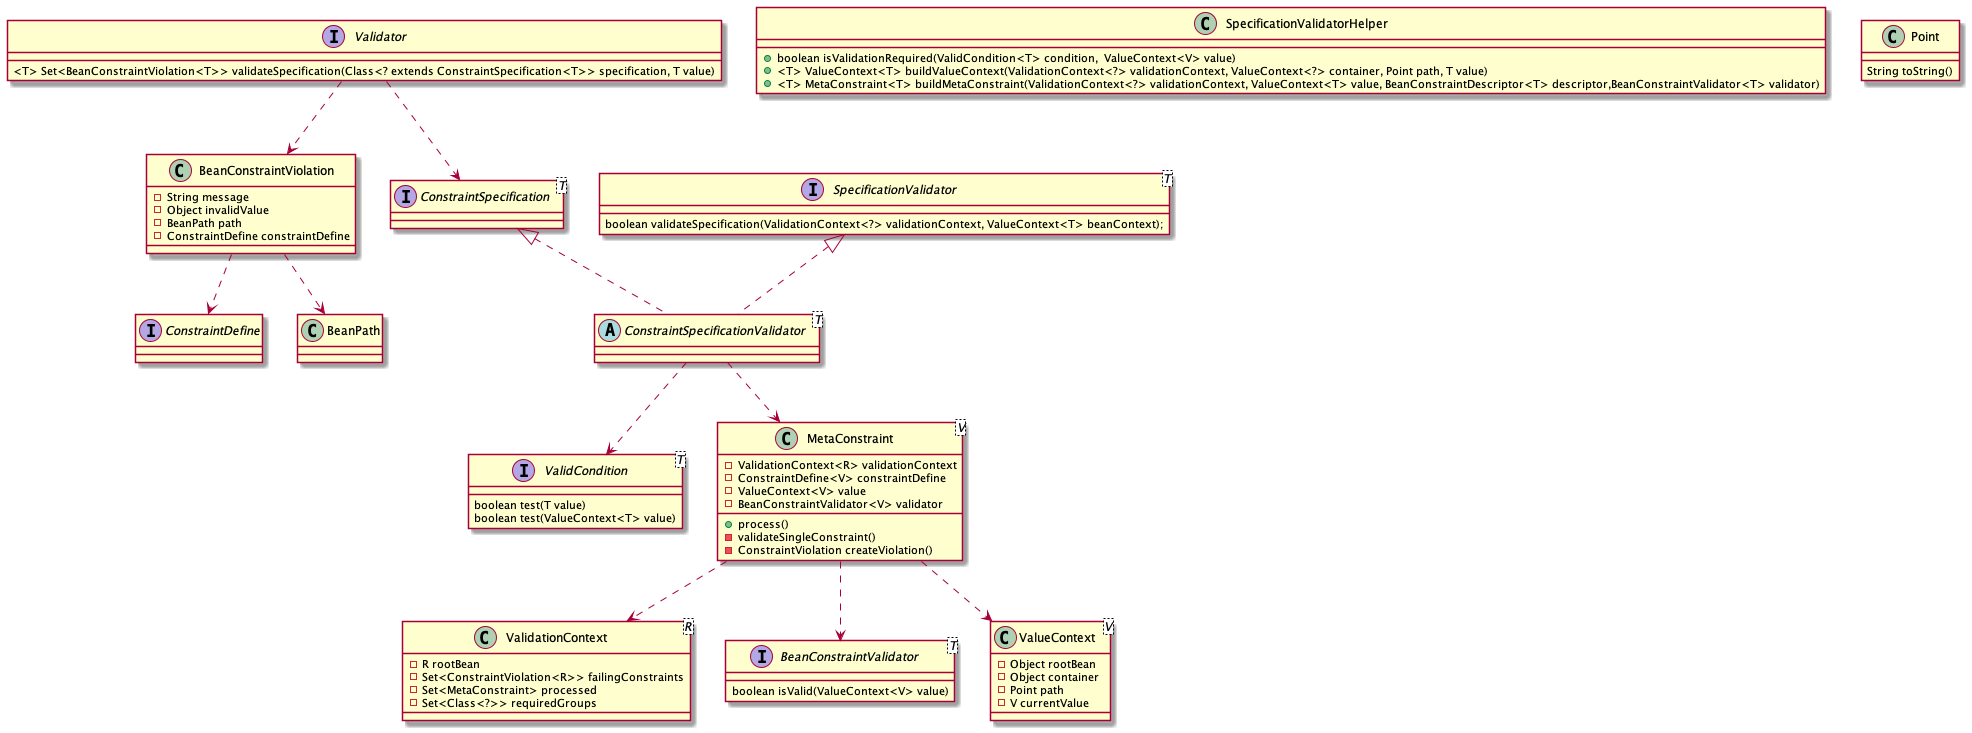 I Validator
<T> Set<BeanConstraintViolation<T>> validateSpecification(Class<? extends ConstraintSpecification<T>> specification, T value)
C SpecificationValidatorHelper
boolean isValidationRequired(ValidCondition<T> condition,  ValueContext<V> value)
<T> ValueContext<T> buildValueContext(ValidationContext<?> validationContext, ValueContext<?> container, Point path, T value)
<T> MetaConstraint<T> buildMetaConstraint(ValidationContext<?> validationContext, ValueContext<T> value, BeanConstraintDescriptor<T> descriptor,BeanConstraintValidator<T> validator)
C Point
String toString()
C BeanConstraintViolation
String message
Object invalidValue
BeanPath path
ConstraintDefine constraintDefine
I ConstraintSpecification T
I SpecificationValidator T
boolean validateSpecification(ValidationContext<?> validationContext, ValueContext<T> beanContext);
I ConstraintDefine
C BeanPath
A ConstraintSpecificationValidator T
I ValidCondition T
boolean test(T value)
boolean test(ValueContext<T> value)
C MetaConstraint V
ValidationContext<R> validationContext
ConstraintDefine<V> constraintDefine
ValueContext<V> value
BeanConstraintValidator<V> validator
process()
validateSingleConstraint()
ConstraintViolation createViolation()
C ValidationContext R
R rootBean
Set<ConstraintViolation<R>> failingConstraints
Set<MetaConstraint> processed
Set<Class<?>> requiredGroups
I BeanConstraintValidator T
boolean isValid(ValueContext<V> value)
C ValueContext V
Object rootBean
Object container
Point path
V currentValue